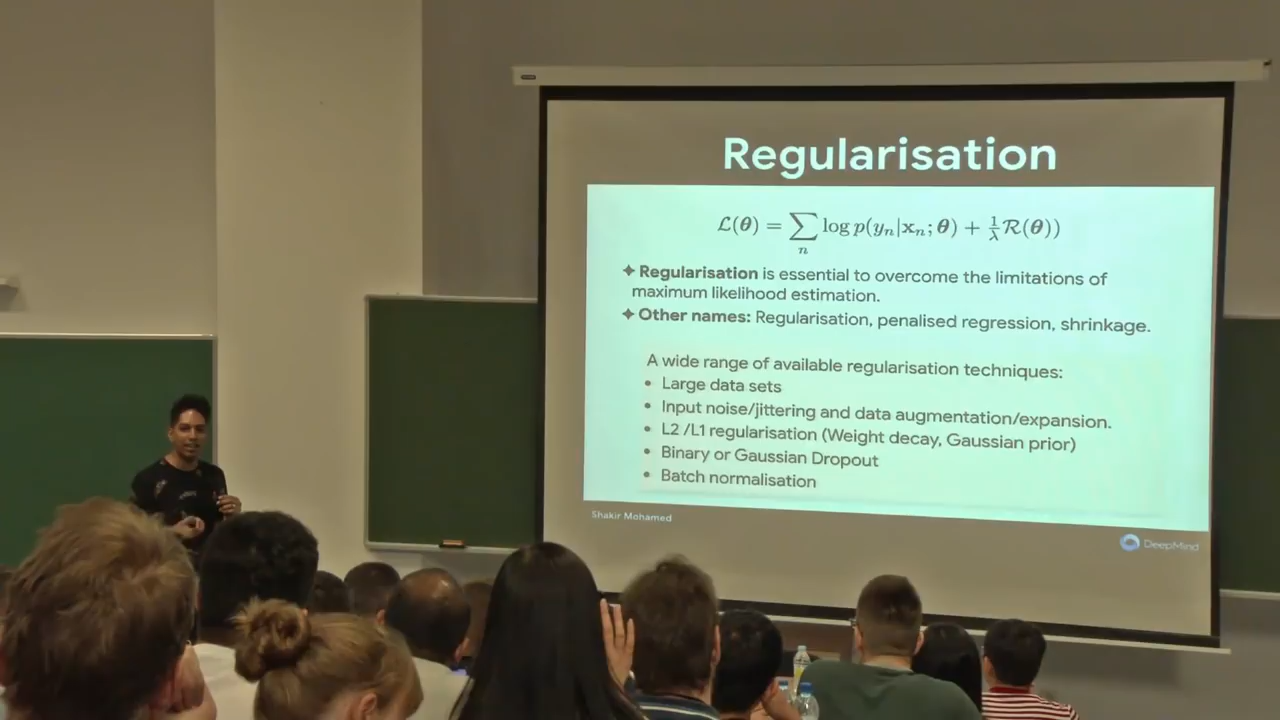 Regularisation
ℒ(θ) = ∑ log p(yₙ|xₙ; θ) + 1/λ ℛ(θ))
n
✦ Regularisation is essential to overcome the limitations of
maximum likelihood estimation.
✦ Other names: Regularisation, penalised regression, shrinkage.
A wide range of available regularisation techniques:
• Large data sets
• Input noise/jittering and data augmentation/expansion.
• L2 /L1 regularisation (Weight decay, Gaussian prior)
• Binary or Gaussian Dropout
• Batch normalisation
Shakir Mohamed
DeepMind